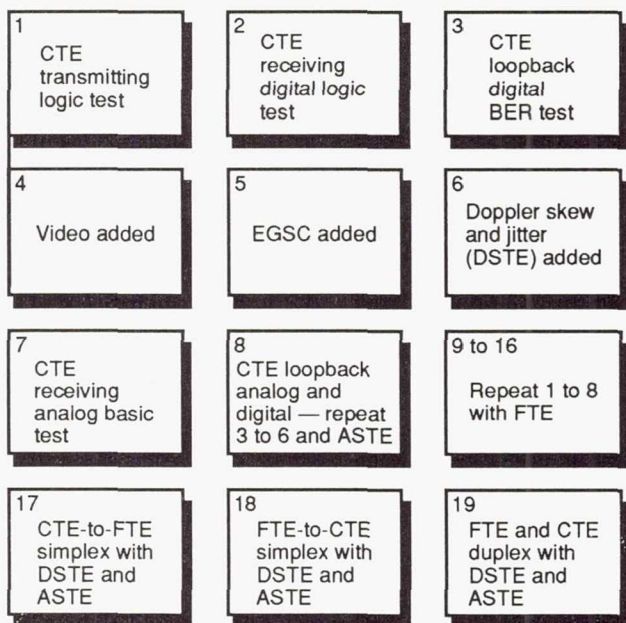 1
CTE
transmitting
logic test
2
CTE
receiving
digital logic
test
3
CTE
loopback
digital
BER test
4
Video added
5
EGSC added
6
Doppler skew
and jitter
(DSTE) added
7
CTE
receiving
analog basic
test
8
CTE loopback
analog and
digital — repeat
3 to 6 and ASTE
9 to 16
Repeat 1 to 8
with FTE
17
CTE-to-FTE
simplex with
DSTE and
ASTE
18
FTE-to-CTE
simplex with
DSTE and
ASTE
19
FTE and CTE
duplex with
DSTE and
ASTE